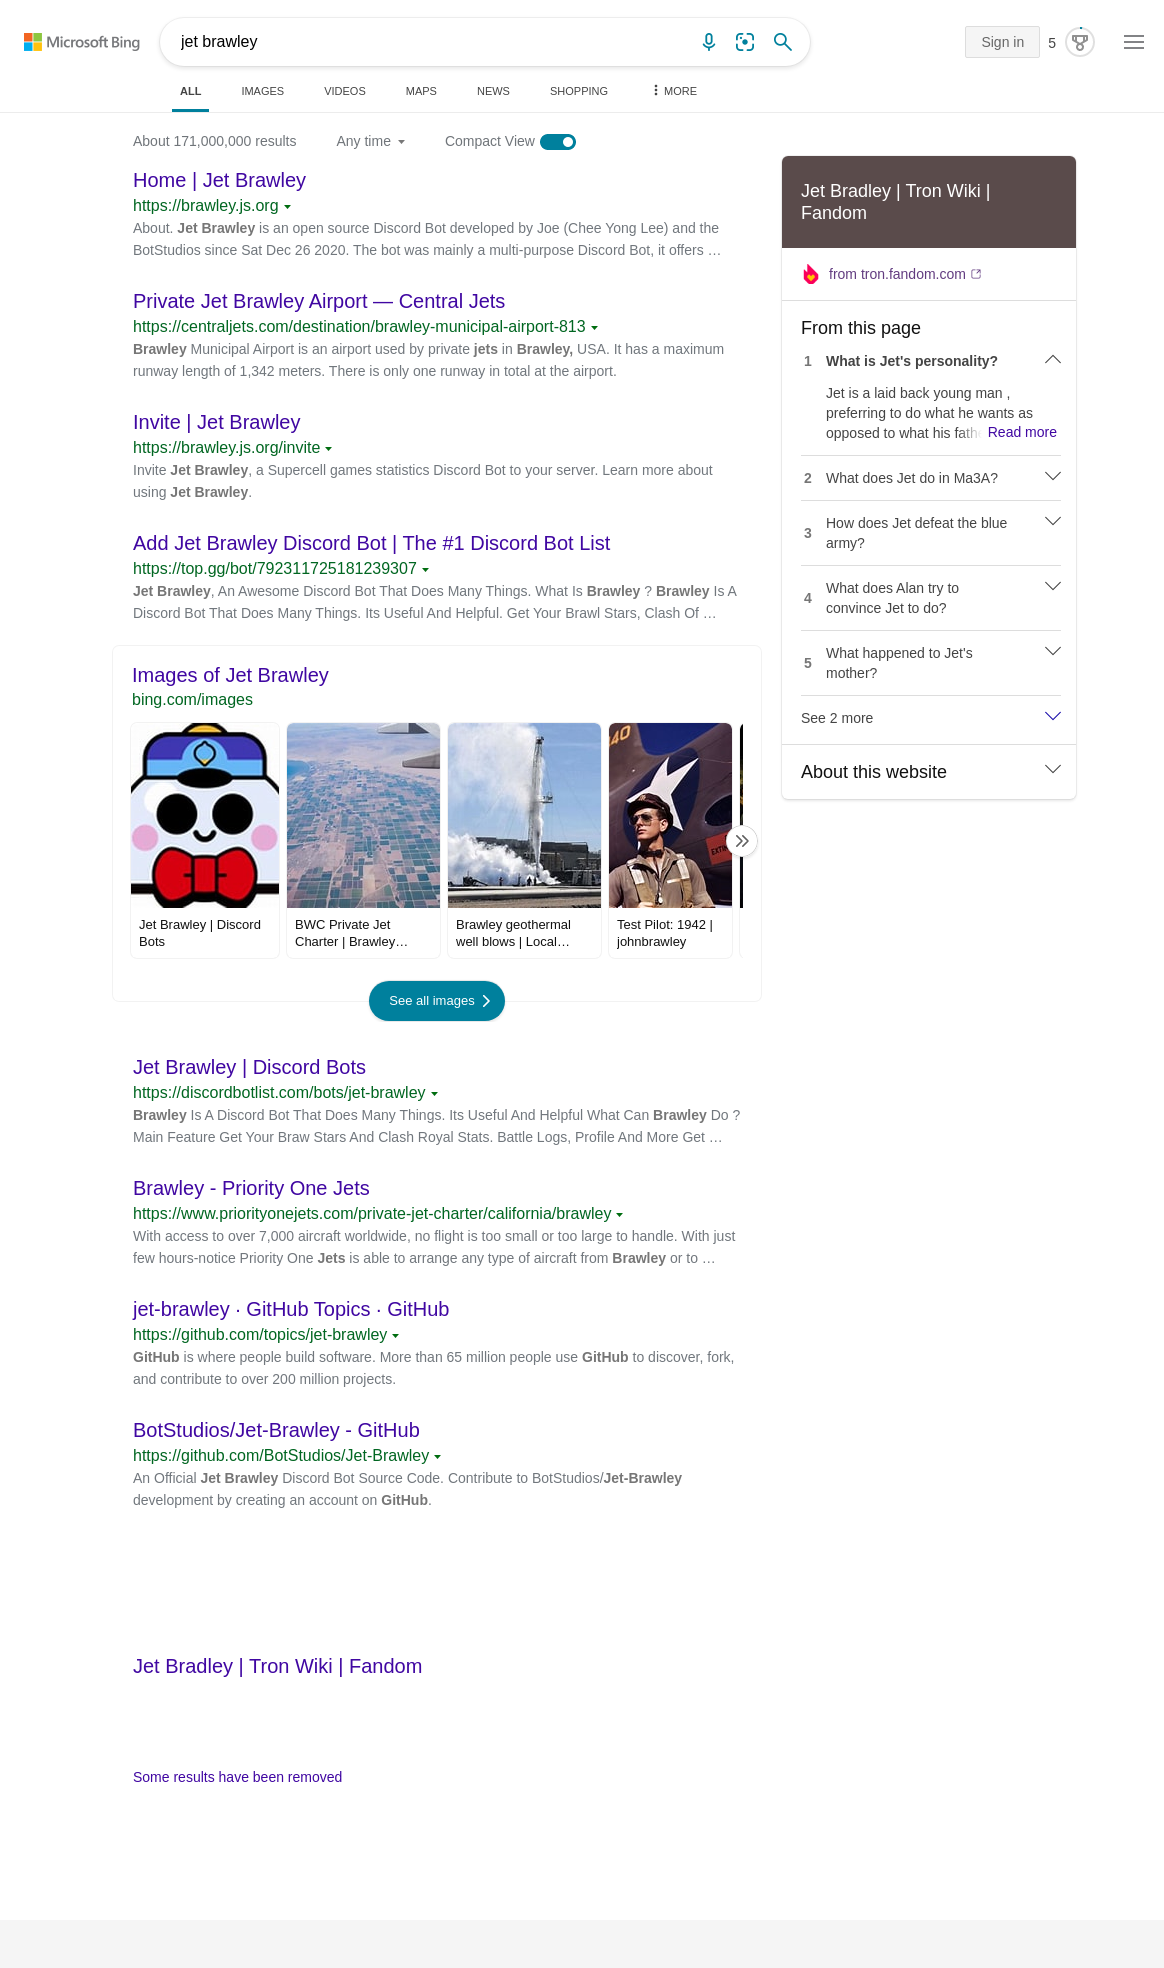 Microsoft Bing
jet brawley
Sign in
5
ALL
IMAGES
VIDEOS
MAPS
NEWS
SHOPPING
MORE
About 171,000,000 results
Any time
Compact View
Home | Jet Brawley
https://brawley.js.org
About. Jet Brawley is an open source Discord Bot developed by Joe (Chee Yong Lee) and the
BotStudios since Sat Dec 26 2020. The bot was mainly a multi-purpose Discord Bot, it offers …
Private Jet Brawley Airport — Central Jets
https://centraljets.com/destination/brawley-municipal-airport-813
Brawley Municipal Airport is an airport used by private jets in Brawley, USA. It has a maximum
runway length of 1,342 meters. There is only one runway in total at the airport.
Invite | Jet Brawley
https://brawley.js.org/invite
Invite Jet Brawley, a Supercell games statistics Discord Bot to your server. Learn more about
using Jet Brawley.
Add Jet Brawley Discord Bot | The #1 Discord Bot List
https://top.gg/bot/792311725181239307
Jet Brawley, An Awesome Discord Bot That Does Many Things. What Is Brawley ? Brawley Is A
Discord Bot That Does Many Things. Its Useful And Helpful. Get Your Brawl Stars, Clash Of …
Images of Jet Brawley
bing.com/images
40
EXTI
Jet Brawley | Discord
Bots
BWC Private Jet
Charter | Brawley…
Brawley geothermal
well blows | Local…
Test Pilot: 1942 |
johnbrawley
See all images
Jet Brawley | Discord Bots
https://discordbotlist.com/bots/jet-brawley
Brawley Is A Discord Bot That Does Many Things. Its Useful And Helpful What Can Brawley Do ?
Main Feature Get Your Braw Stars And Clash Royal Stats. Battle Logs, Profile And More Get …
Brawley - Priority One Jets
https://www.priorityonejets.com/private-jet-charter/california/brawley
With access to over 7,000 aircraft worldwide, no flight is too small or too large to handle. With just
few hours-notice Priority One Jets is able to arrange any type of aircraft from Brawley or to …
jet-brawley · GitHub Topics · GitHub
https://github.com/topics/jet-brawley
GitHub is where people build software. More than 65 million people use GitHub to discover, fork,
and contribute to over 200 million projects.
BotStudios/Jet-Brawley - GitHub
https://github.com/BotStudios/Jet-Brawley
An Official Jet Brawley Discord Bot Source Code. Contribute to BotStudios/Jet-Brawley
development by creating an account on GitHub.
Jet Bradley | Tron Wiki | Fandom
Some results have been removed
Jet Bradley | Tron Wiki |
Fandom
from tron.fandom.com
From this page
1 What is Jet's personality?
Jet is a laid back young man ,
preferring to do what he wants as
opposed to what his fath Read more
2 What does Jet do in Ma3A?
3 How does Jet defeat the blue
army?
4 What does Alan try to
convince Jet to do?
5 What happened to Jet's
mother?
See 2 more
About this website